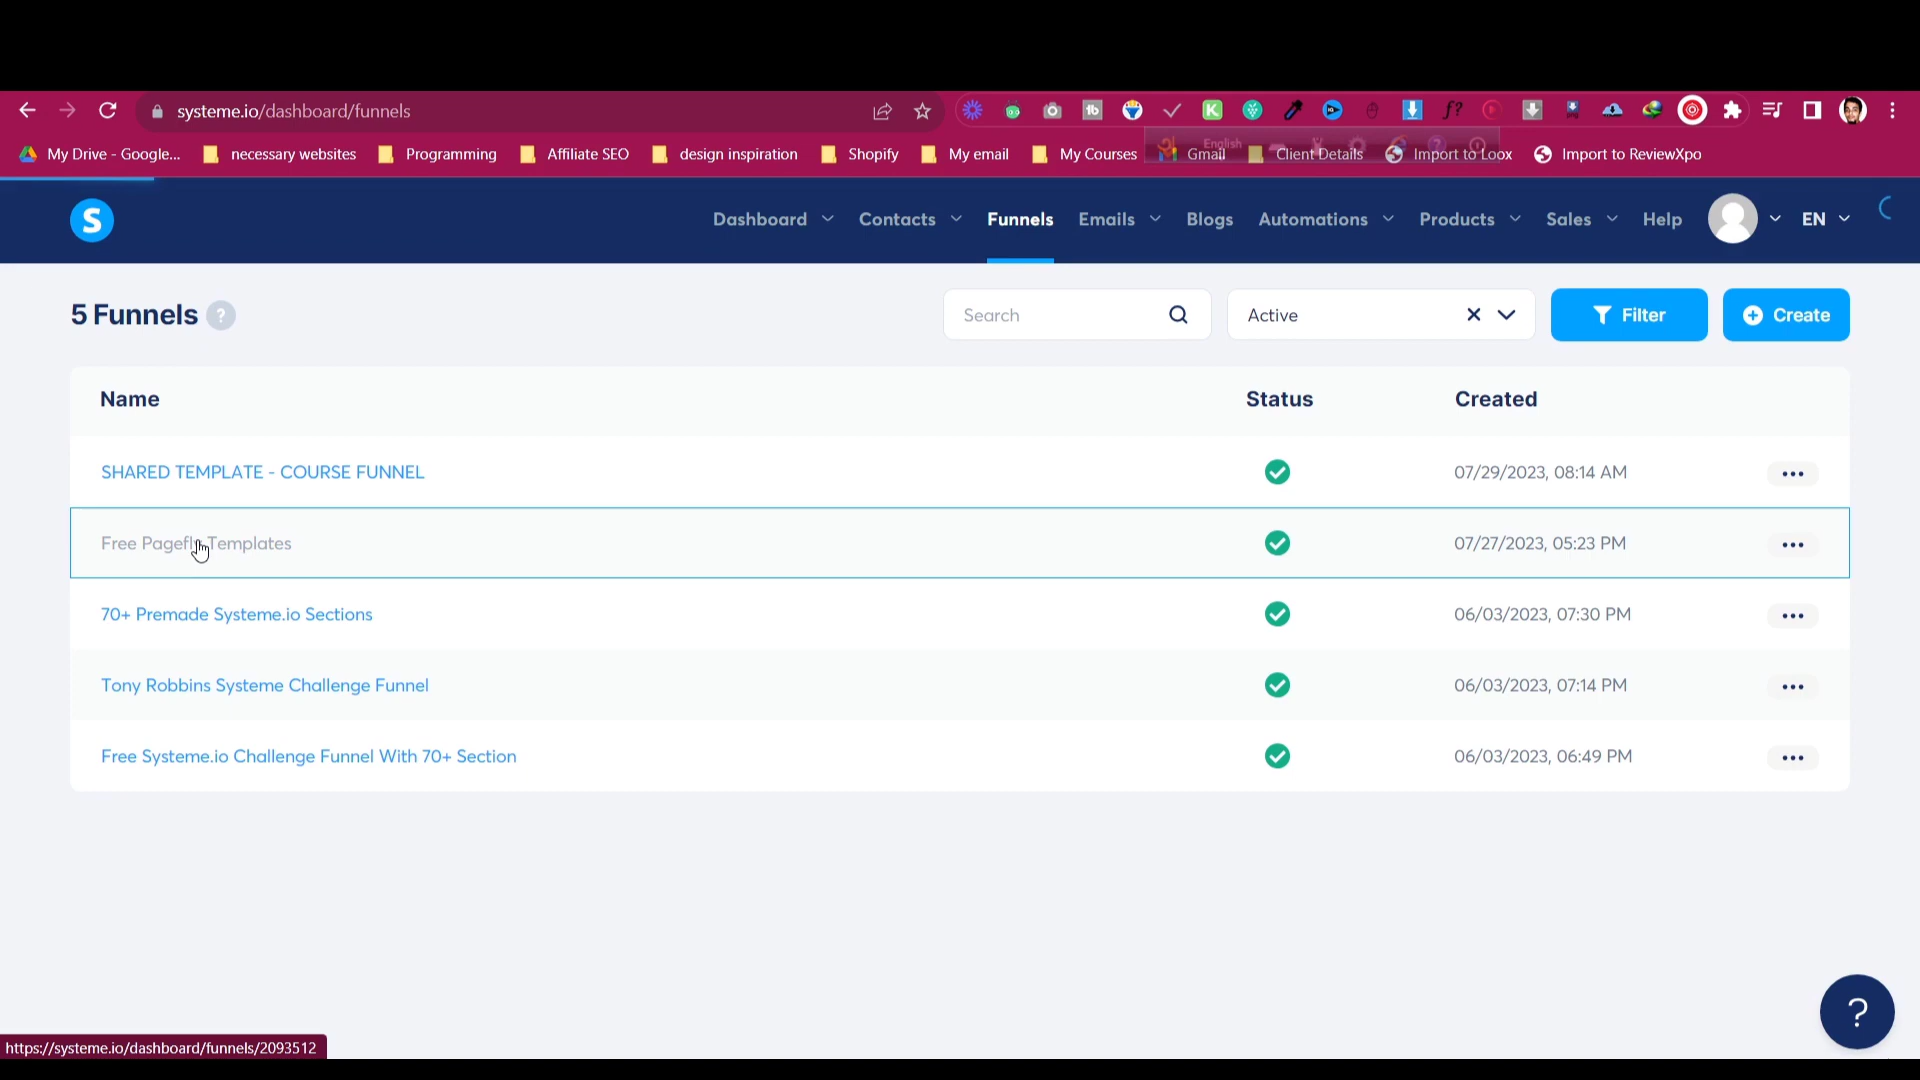 systeme.io/dashboard/funnels
My Drive - Google... necessary websites Programming Affiliate SEO design inspiration Shopify My email My Courses Gmail Client Details Import to Loox Import to ReviewXpo
English
S Dashboard Contacts Funnels Emails Blogs Automations Products Sales Help EN
5 Funnels ? Search Active Filter Create
Name Status Created
SHARED TEMPLATE - COURSE FUNNEL 07/29/2023, 08:14 AM
Free Pagefly Templates 07/27/2023, 05:23 PM
70+ Premade Systeme.io Sections 06/03/2023, 07:30 PM
Tony Robbins Systeme Challenge Funnel 06/03/2023, 07:14 PM
Free Systeme.io Challenge Funnel With 70+ Section 06/03/2023, 06:49 PM
?
https://systeme.io/dashboard/funnels/2093512